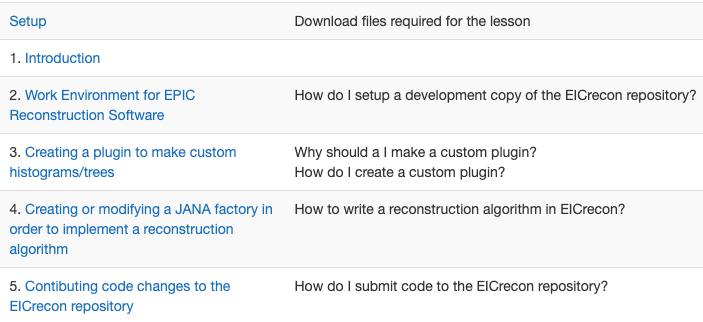 Setup
Download files required for the lesson
1. Introduction
2. Work Environment for EPIC
Reconstruction Software
How do I setup a development copy of the EICrecon repository?
3. Creating a plugin to make custom
histograms/trees
Why should a I make a custom plugin?
How do I create a custom plugin?
4. Creating or modifying a JANA factory in
order to implement a reconstruction
algorithm
How to write a reconstruction algorithm in EICrecon?
5. Contibuting code changes to the
EICrecon repository
How do I submit code to the EICrecon repository?